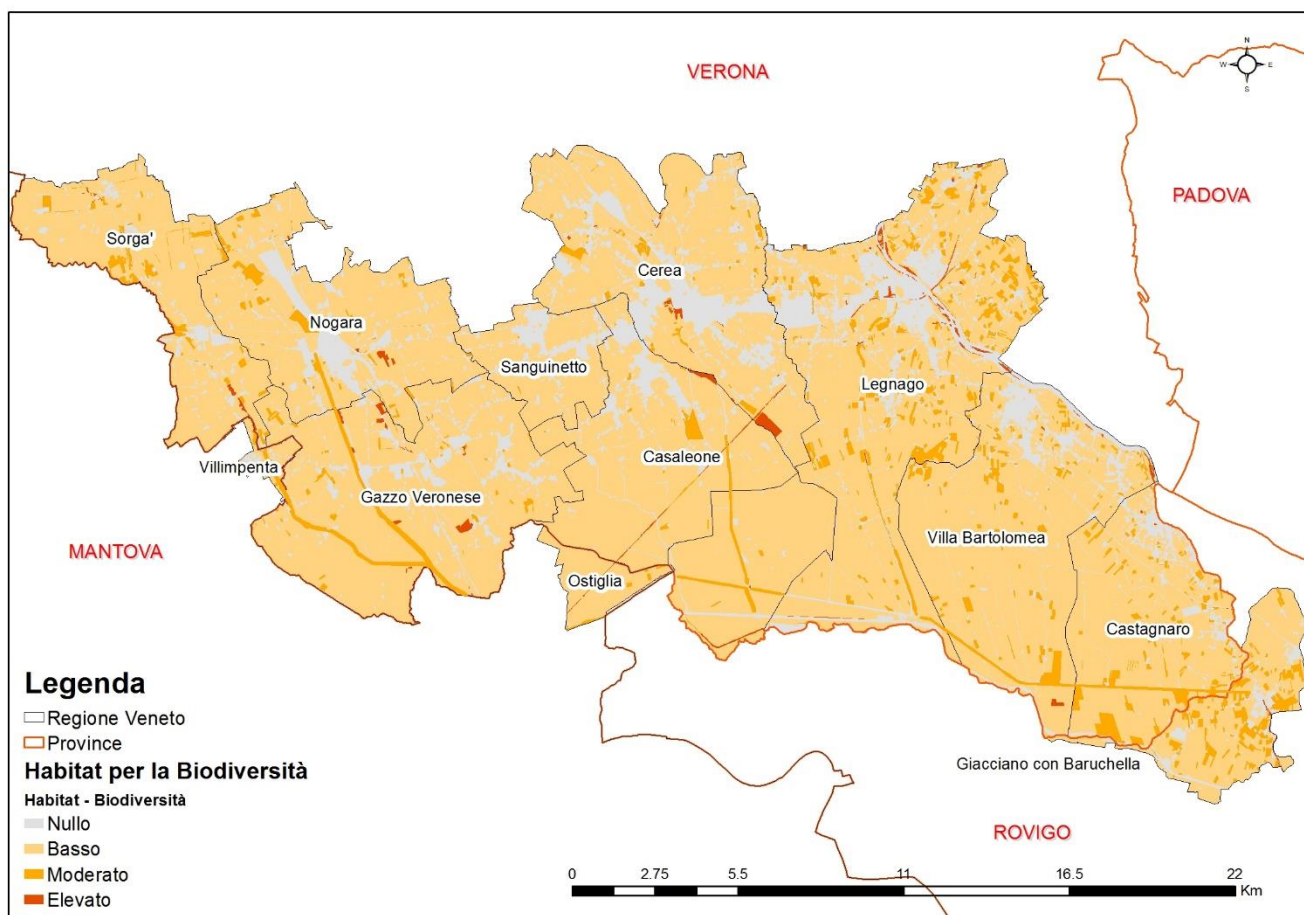 VERONA
N
W
E
S
PADOVA
Sorga'
Cerea
Nogara
Sanguinetto
Legnago
Villimpenta
Casaleone
Gazzo Veronese
MANTOVA
Villa Bartolomea
Ostiglia
Castagnaro
Giacciano con Baruchella
ROVIGO
Legenda
Regione Veneto
Province
Habitat per la Biodiversità
Habitat - Biodiversità
Nullo
Basso
Moderato
Elevato
0 2.75 5.5 11 16.5 22
Km